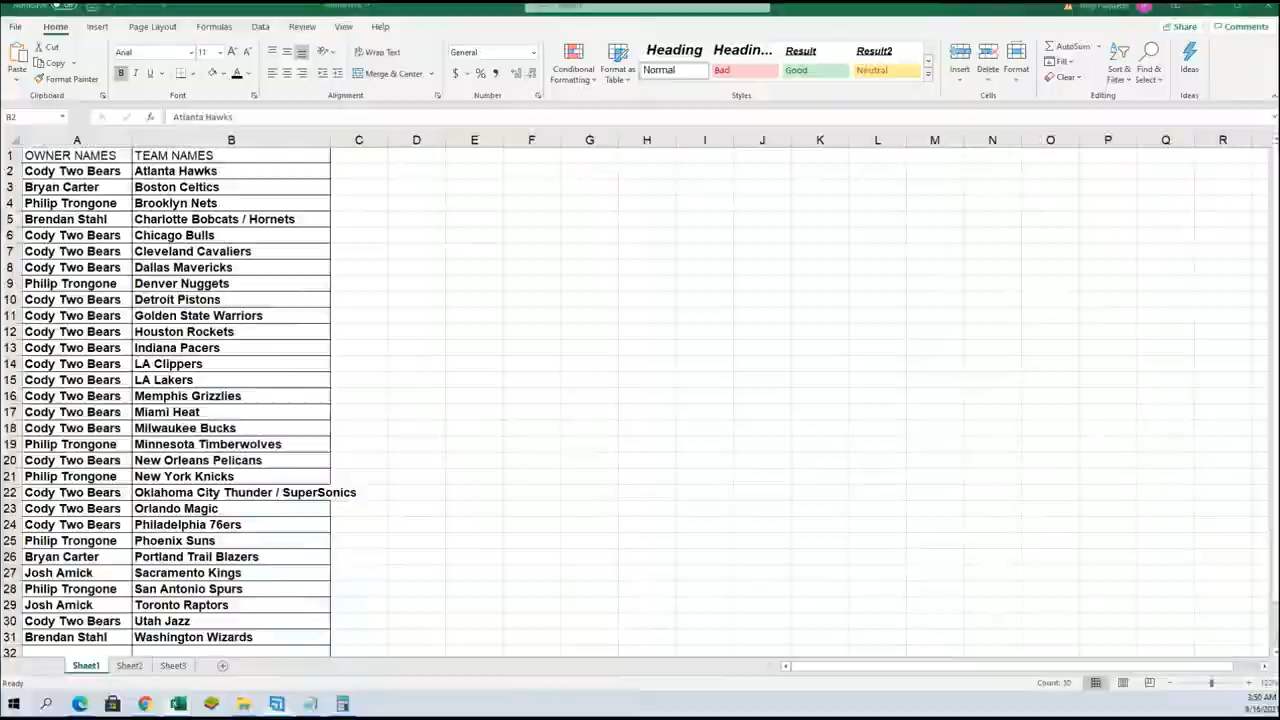 File Home Insert Page Layout Formulas Data Review View Help Share Comments
Cut Arial 11 Wrap Text General Heading Headin... Result Result2 AutoSum
Copy Fill
Paste Format Painter Merge & Center Conditional Formatting Format as Table Normal Bad Good Neutral Insert Delete Format Clear Sort & Filter Find & Select Ideas
Clipboard Font Alignment Number Styles Cells Editing Ideas
B2 fx Atlanta Hawks
A B C D E F G H I J K L M N O P Q R
1 OWNER NAMES TEAM NAMES
2 Cody Two Bears Atlanta Hawks
3 Bryan Carter Boston Celtics
4 Philip Trongone Brooklyn Nets
5 Brendan Stahl Charlotte Bobcats / Hornets
6 Cody Two Bears Chicago Bulls
7 Cody Two Bears Cleveland Cavaliers
8 Cody Two Bears Dallas Mavericks
9 Philip Trongone Denver Nuggets
10 Cody Two Bears Detroit Pistons
11 Cody Two Bears Golden State Warriors
12 Cody Two Bears Houston Rockets
13 Cody Two Bears Indiana Pacers
14 Cody Two Bears LA Clippers
15 Cody Two Bears LA Lakers
16 Cody Two Bears Memphis Grizzlies
17 Cody Two Bears Miami Heat
18 Cody Two Bears Milwaukee Bucks
19 Philip Trongone Minnesota Timberwolves
20 Cody Two Bears New Orleans Pelicans
21 Philip Trongone New York Knicks
22 Cody Two Bears Oklahoma City Thunder / SuperSonics
23 Cody Two Bears Orlando Magic
24 Cody Two Bears Philadelphia 76ers
25 Philip Trongone Phoenix Suns
26 Bryan Carter Portland Trail Blazers
27 Josh Amick Sacramento Kings
28 Philip Trongone San Antonio Spurs
29 Josh Amick Toronto Raptors
30 Cody Two Bears Utah Jazz
31 Brendan Stahl Washington Wizards
32
Sheet1 Sheet2 Sheet3
Ready Count: 30
3:50 AM